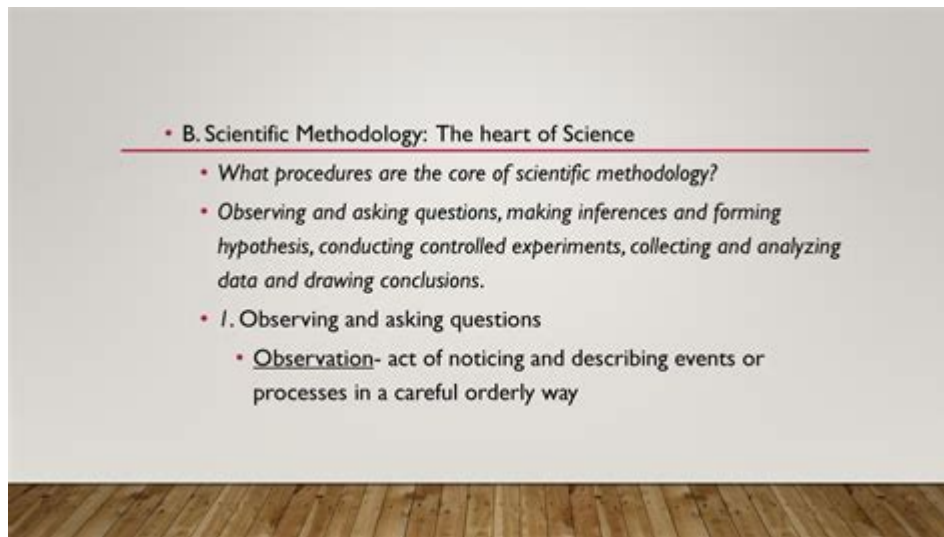 • B. Scientific Methodology: The heart of Science
• What procedures are the core of scientific methodology?
• Observing and asking questions, making inferences and forming
hypothesis, conducting controlled experiments, collecting and analyzing
data and drawing conclusions.
• 1. Observing and asking questions
• Observation- act of noticing and describing events or
processes in a careful orderly way